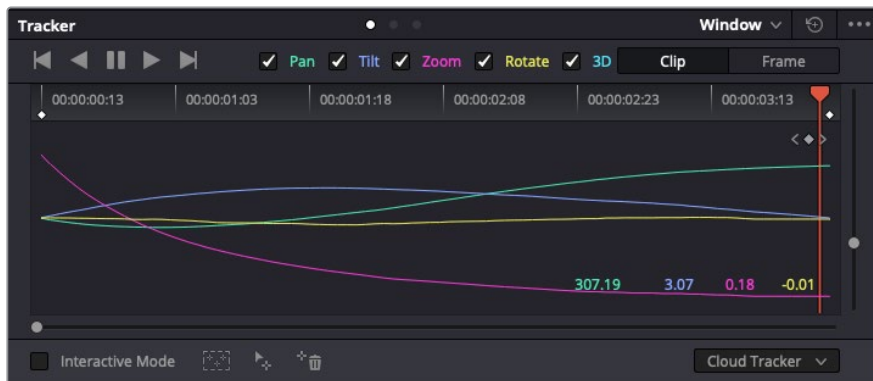 Tracker Window
Pan Tilt Zoom Rotate 3D Clip Frame
00:00:00:13 00:00:01:03 00:00:01:18 00:00:02:08 00:00:02:23 00:00:03:13
307.19 3.07 0.18 -0.01
Interactive Mode Cloud Tracker